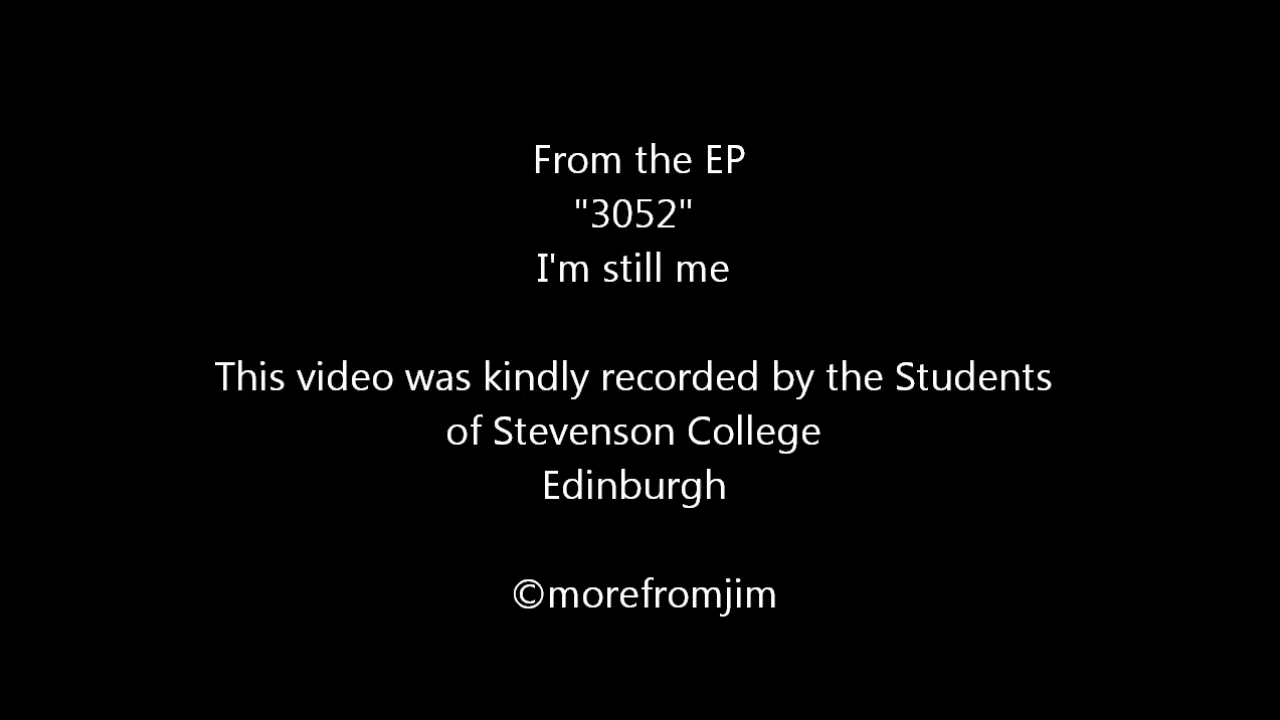 From the EP
"3052"
I'm still me
This video was kindly recorded by the Students
of Stevenson College
Edinburgh
©morefromjim